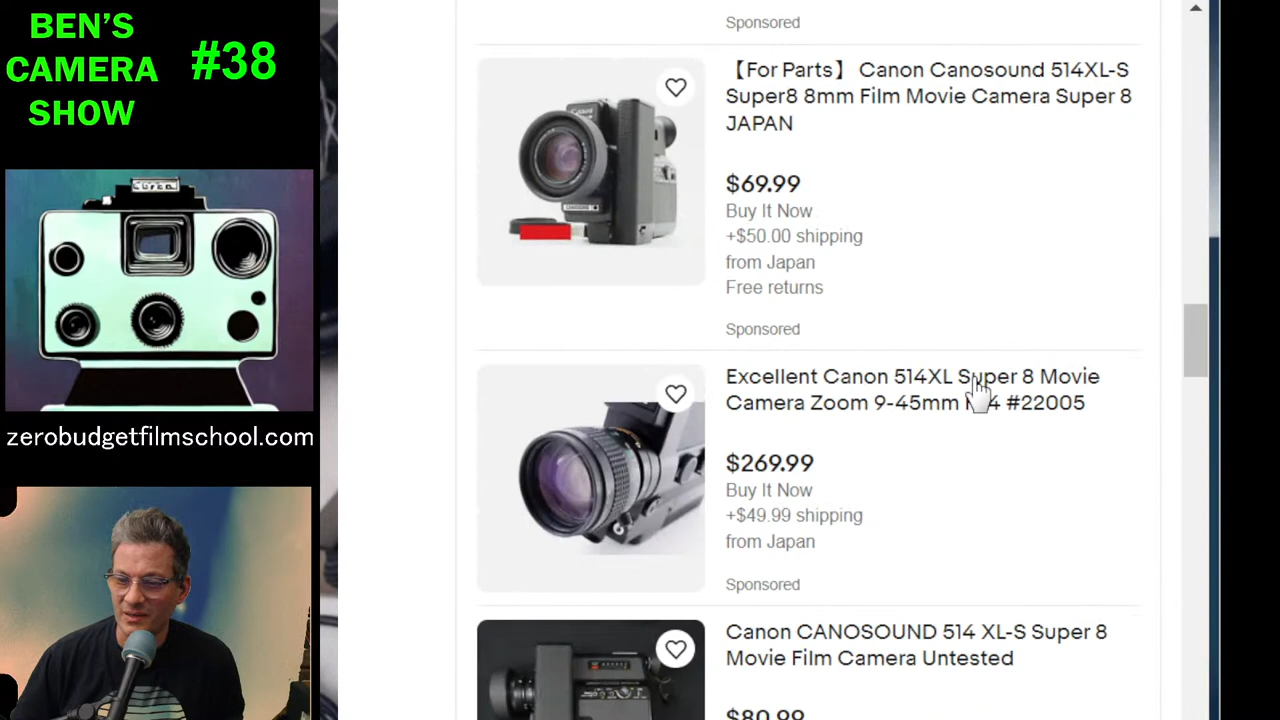 BEN'S
CAMERA
SHOW
#38
zerobudgetfilmschool.com
Sponsored
【For Parts】 Canon Canosound 514XL-S
Super8 8mm Film Movie Camera Super 8
JAPAN
$69.99
Buy It Now
+$50.00 shipping
from Japan
Free returns
Sponsored
Excellent Canon 514XL Super 8 Movie
Camera Zoom 9-45mm #22005
$269.99
Buy It Now
+$49.99 shipping
from Japan
Sponsored
Canon CANOSOUND 514 XL-S Super 8
Movie Film Camera Untested
$80.99